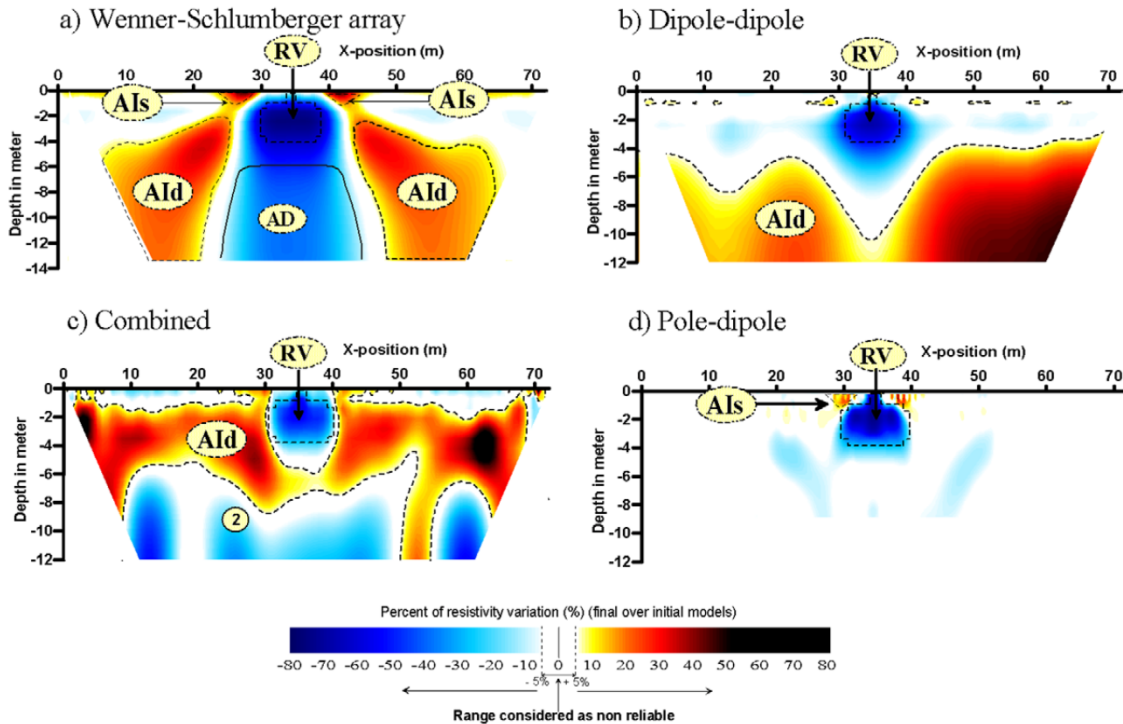 a) Wenner-Schlumberger array
RV
X-position (m)
0 10 20 30 40 50 60 70
AIs
AIs
AId
AId
AD
Depth in meter
0
-2
-4
-6
-8
-10
-12
-14
b) Dipole-dipole
RV
X-position (m)
0 10 20 30 40 50 60 70
AId
Depth in meter
0
-2
-4
-6
-8
-10
-12
c) Combined
RV
X-position (m)
0 10 20 30 40 50 60 70
AId
2
Depth in meter
0
-2
-4
-6
-8
-10
-12
d) Pole-dipole
RV
X-position (m)
0 10 20 30 40 50 60 70
AIs
Depth in meter
0
-2
-4
-6
-8
-10
-12
Percent of resistivity variation (%) (final over initial models)
-80 -70 -60 -50 -40 -30 -20 -10 0 10 20 30 40 50 60 70 80
- 5% + 5%
Range considered as non reliable